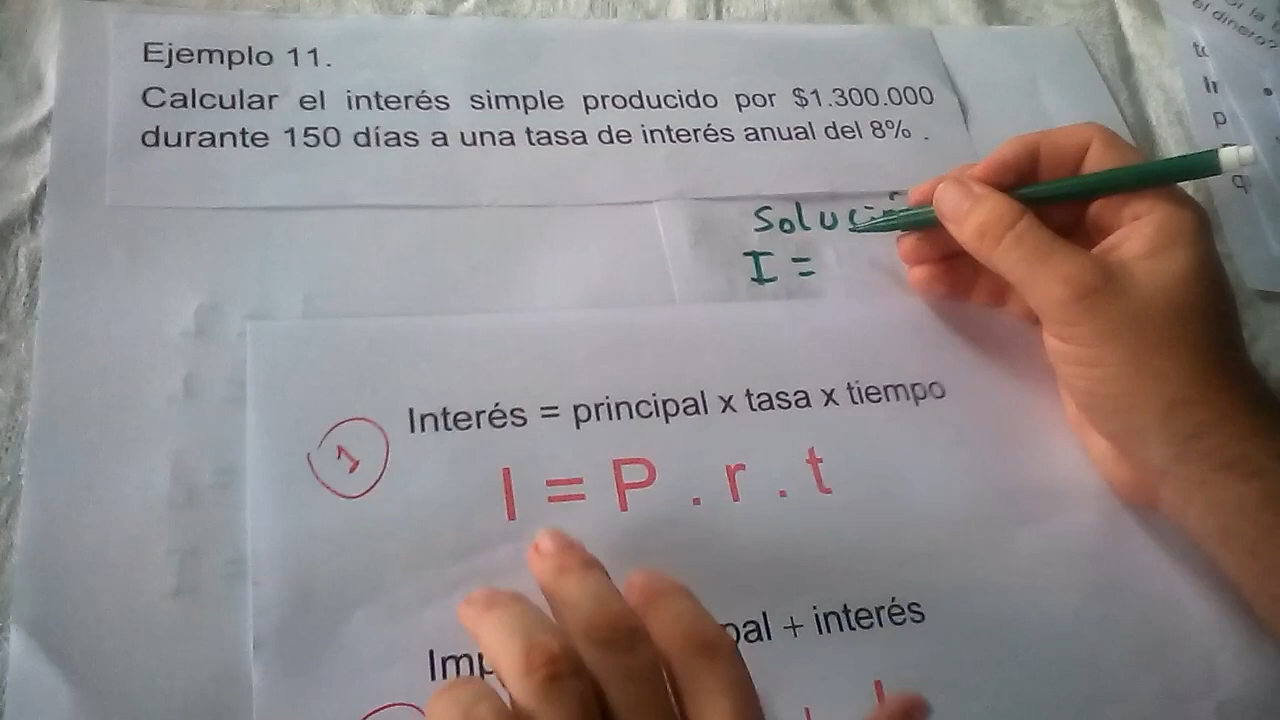 Ejemplo 11.
Calcular el interés simple producido por $1.300.000
durante 150 días a una tasa de interés anual del 8% .
I =
1
Interés = principal x tasa x tiempo
I = P . r . t
+ interés